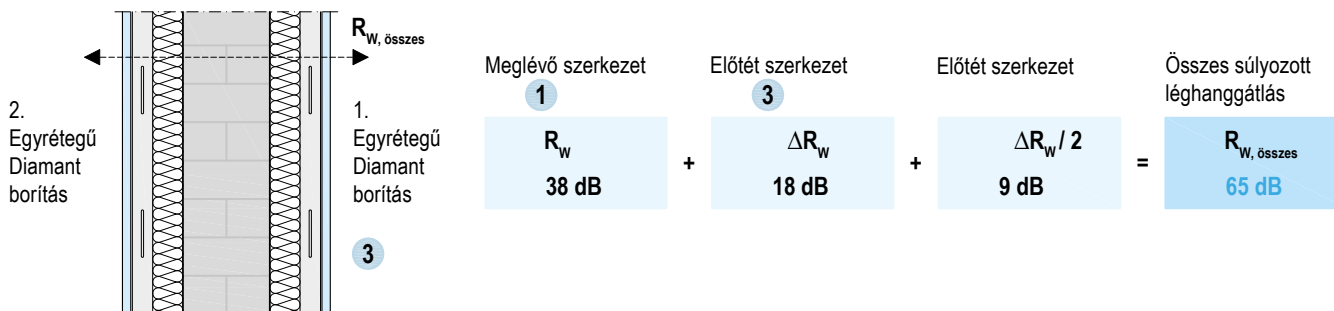 R W, összes
2.
Egyrétegű
Diamant
borítás
1.
Egyrétegű
Diamant
borítás
3
Meglévő szerkezet
1
R W
38 dB
+
Előtét szerkezet
3
ΔR W
18 dB
+
Előtét szerkezet
ΔR W / 2
9 dB
=
Összes súlyozott
léghanggátlás
R W, összes
65 dB